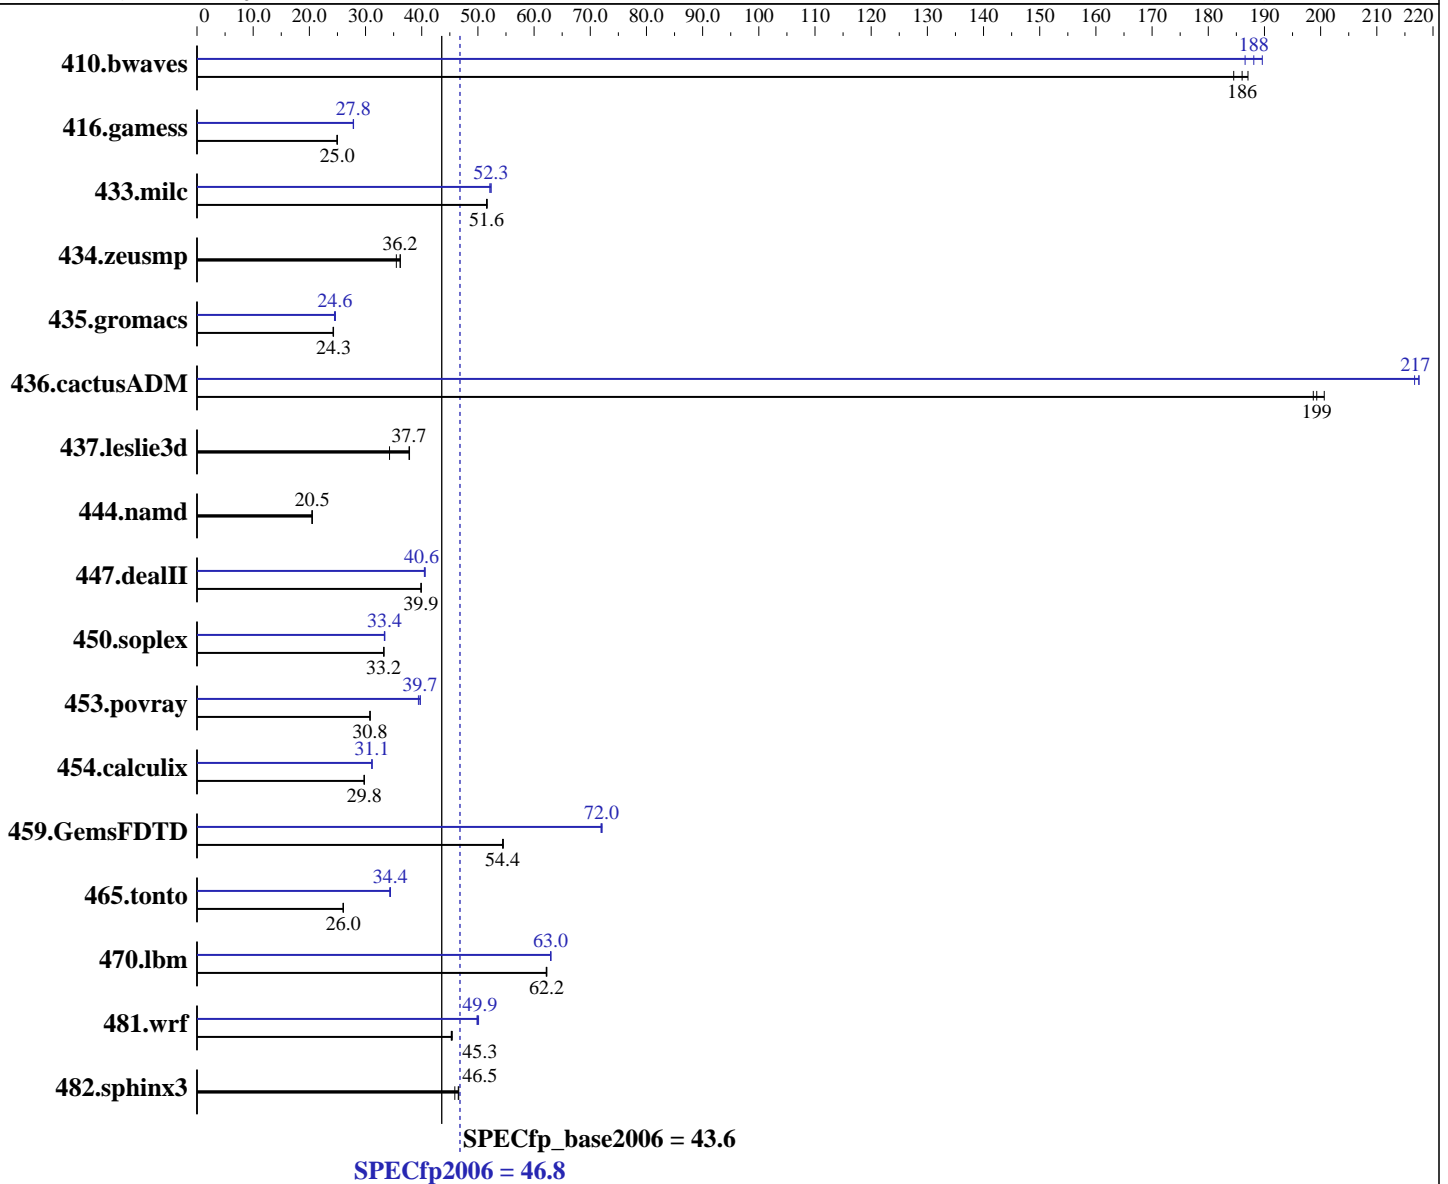 0 10.0 20.0 30.0 40.0 50.0 60.0 70.0 80.0 90.0 100 110 120 130 140 150 160 170 180 190 200 210 220
188
410.bwaves
186
27.8
416.gamess
25.0
52.3
433.milc
51.6
36.2
434.zeusmp
24.6
435.gromacs
24.3
217
436.cactusADM
199
37.7
437.leslie3d
20.5
444.namd
40.6
447.dealII
39.9
33.4
450.soplex
33.2
39.7
453.povray
30.8
31.1
454.calculix
29.8
72.0
459.GemsFDTD
54.4
34.4
465.tonto
26.0
63.0
470.lbm
62.2
49.9
481.wrf
45.3
46.5
482.sphinx3
SPECfp_base2006 = 43.6
SPECfp2006 = 46.8